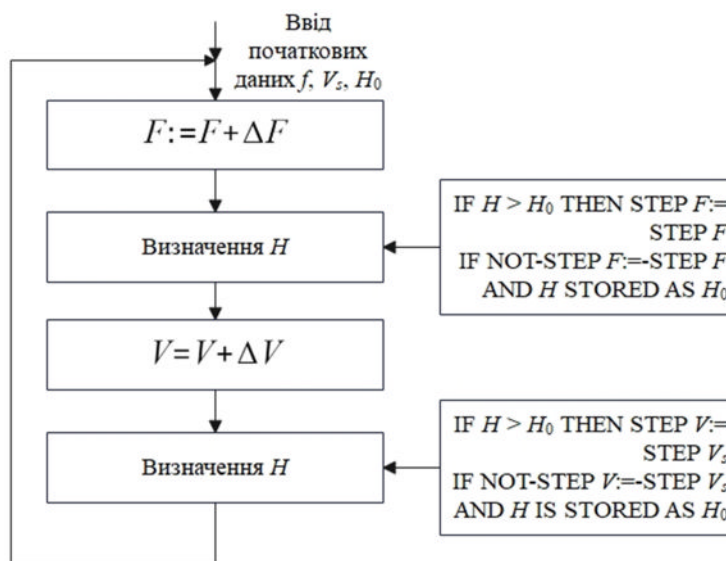 Ввід
початкових
даних f, Vs, H0
F:=F+ΔF
Визначення H
IF H > H0 THEN STEP F:=
STEP F
IF NOT-STEP F:=-STEP F
AND H STORED AS H0
V=V+ΔV
Визначення H
IF H > H0 THEN STEP V:=
STEP Vs
IF NOT-STEP V:=-STEP Vs
AND H IS STORED AS H0